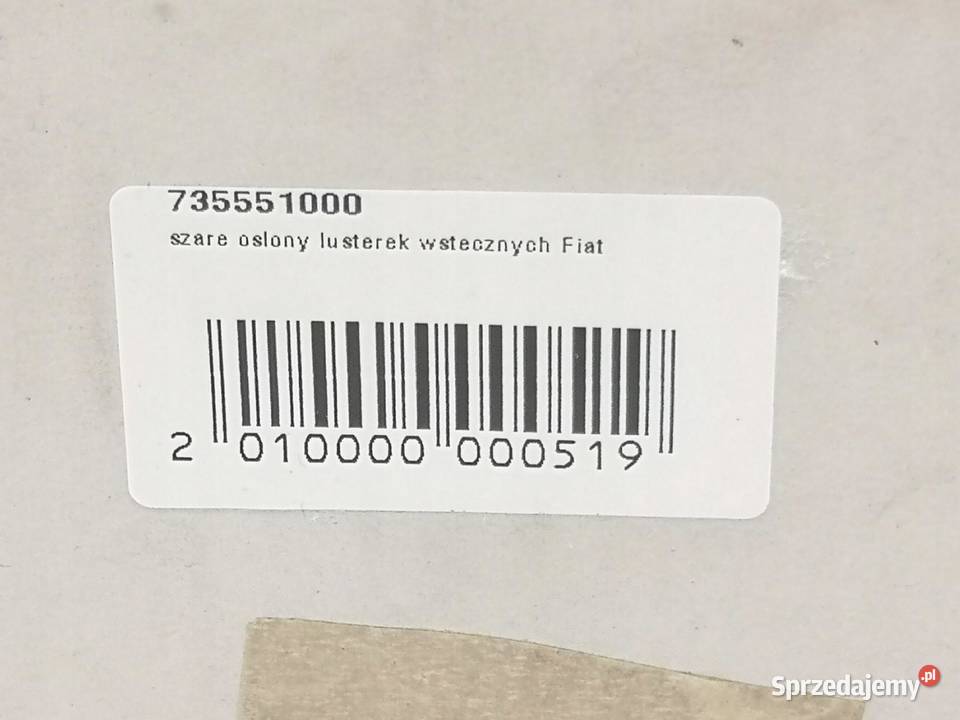 735551000
szare oslony lusterek wstecznych Fiat
2 010000 000519
Sprzedajemy.pl